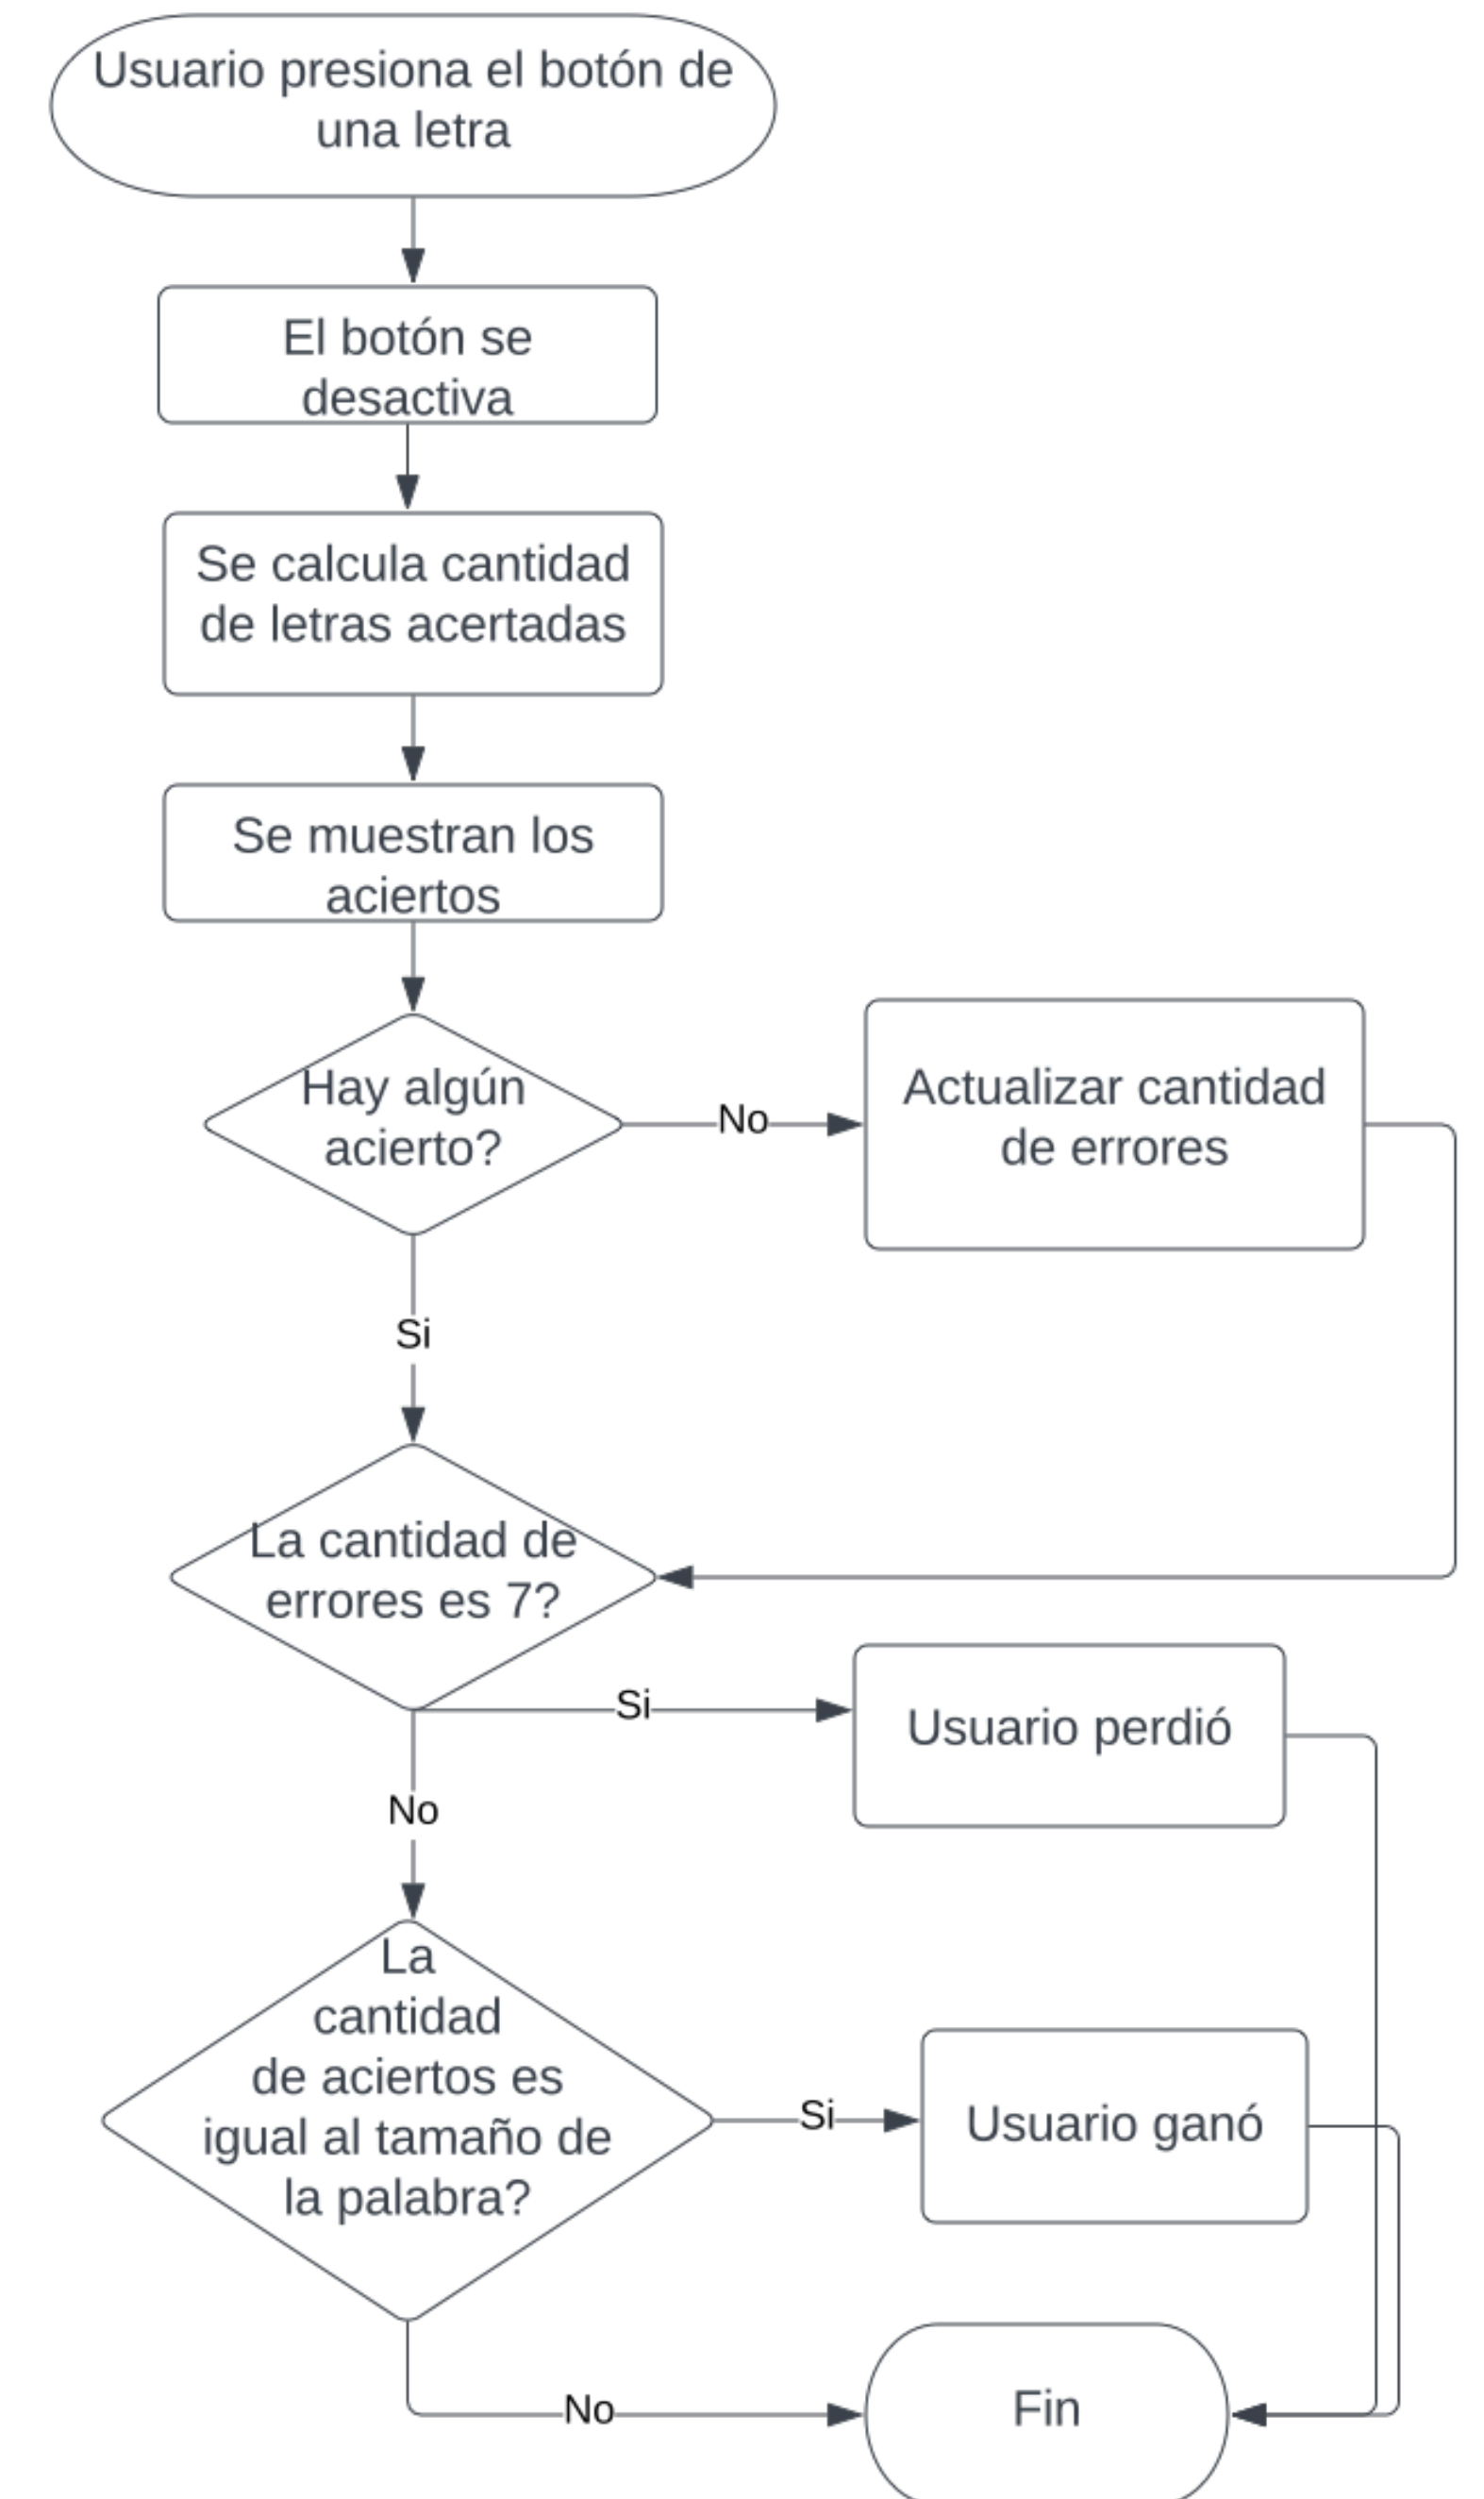 Usuario presiona el botón de
una letra
El botón se
desactiva
Se calcula cantidad
de letras acertadas
Se muestran los
aciertos
Hay algún
acierto?
No
Actualizar cantidad
de errores
Si
La cantidad de
errores es 7?
Si
Usuario perdió
No
La
cantidad
de aciertos es
igual al tamaño de
la palabra?
Si
Usuario ganó
No
Fin